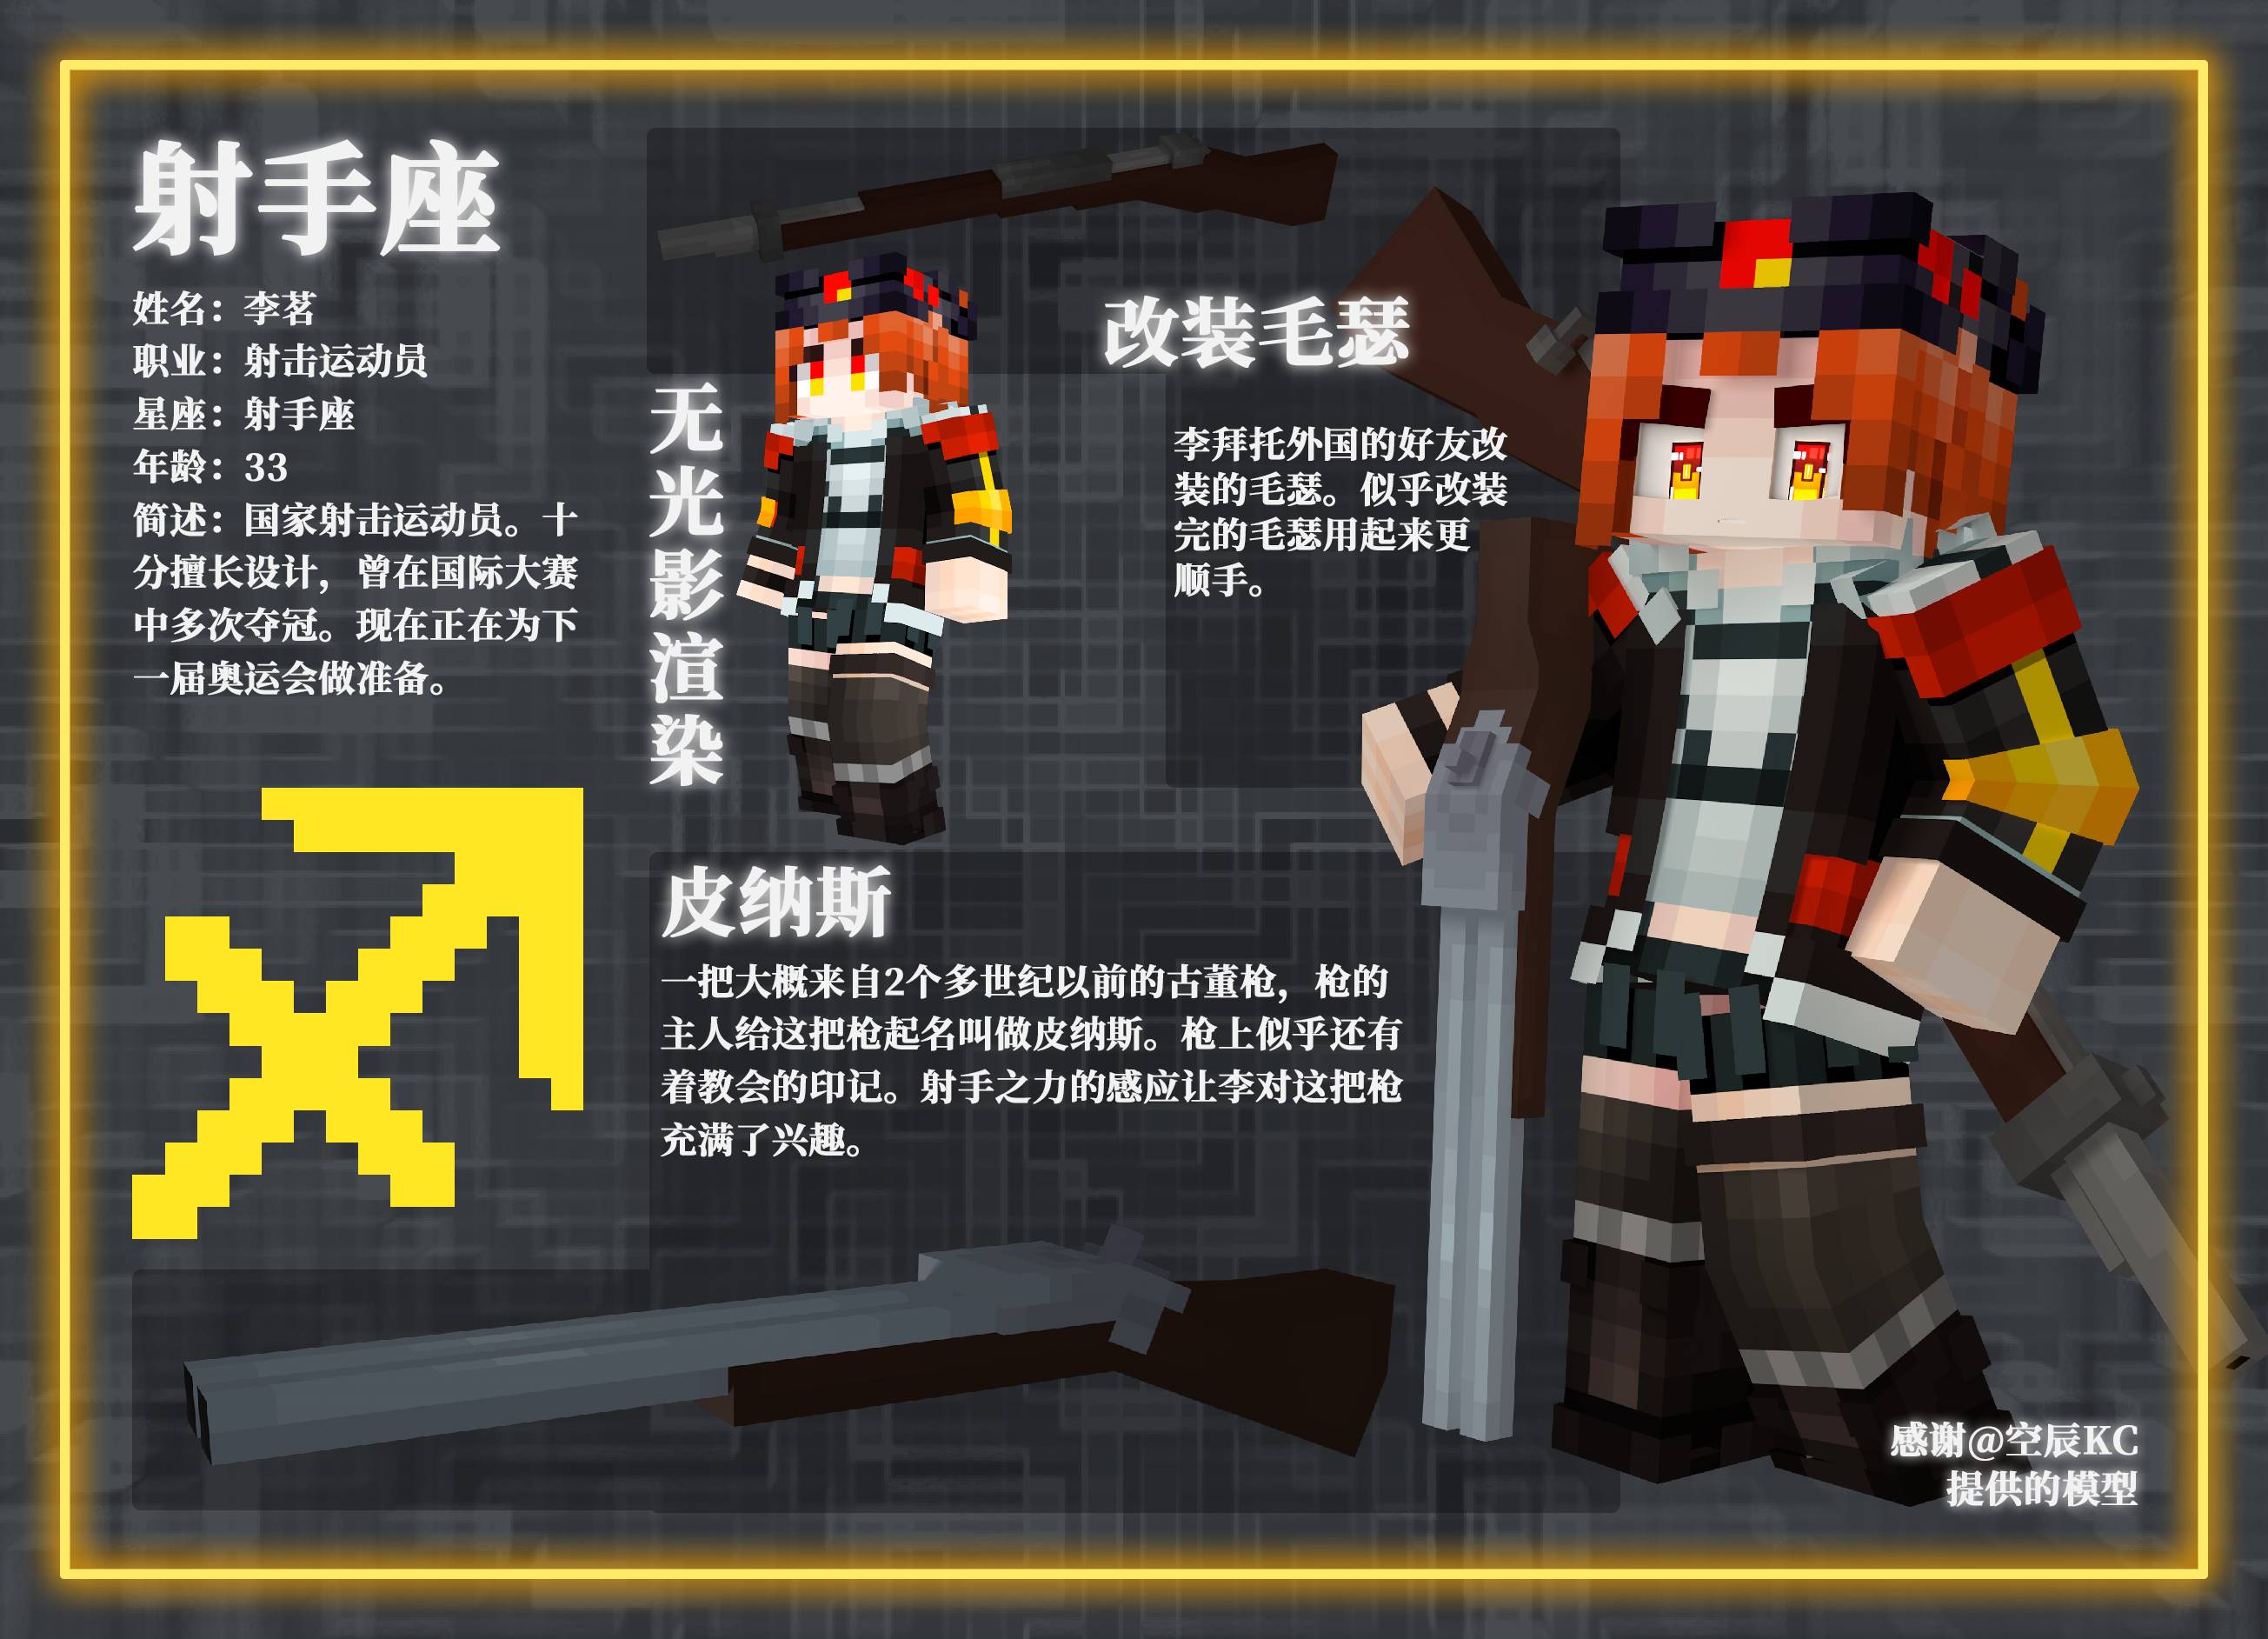 射手座
姓名：李茗
职业：射击运动员
星座：射手座
年龄：33
简述：国家射击运动员。十
分擅长设计，曾在国际大赛
中多次夺冠。现在正在为下
一届奥运会做准备。
无光影渲染
改装毛瑟
李拜托外国的好友改
装的毛瑟。似乎改装
完的毛瑟用起来更
顺手。
皮纳斯
一把大概来自2个多世纪以前的古董枪，枪的
主人给这把枪起名叫做皮纳斯。枪上似乎还有
着教会的印记。射手之力的感应让李对这把枪
充满了兴趣。
感谢@空辰KC
提供的模型